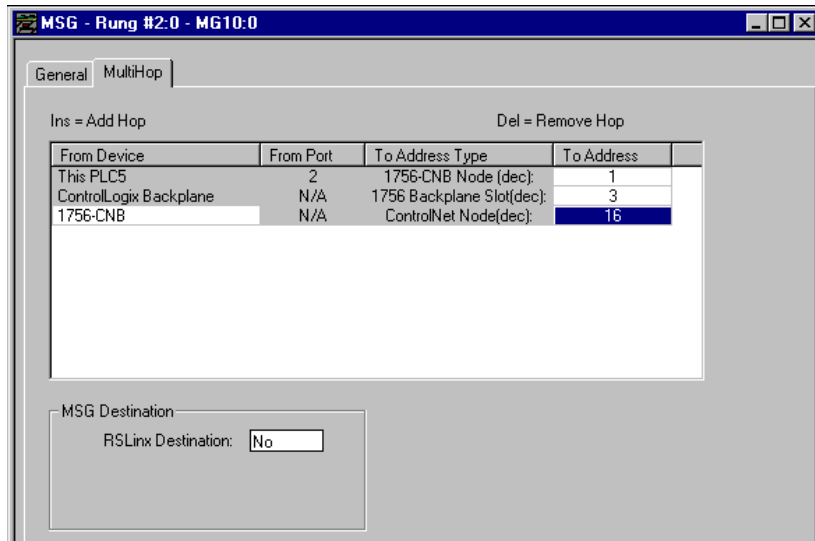 MSG - Rung #2:0 - MG10:0
General MultiHop
Ins = Add Hop Del = Remove Hop
From Device From Port To Address Type To Address
This PLC5 2 1756-CNB Node (dec): 1
ControlLogix Backplane N/A 1756 Backplane Slot(dec): 3
1756-CNB N/A ControlNet Node(dec): 16
MSG Destination
RSLinx Destination: No